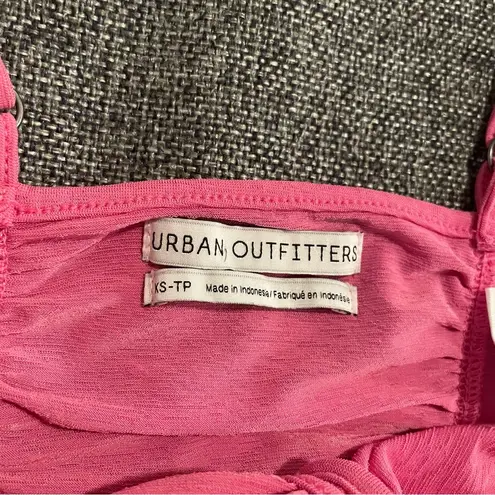 URBAN OUTFITTERS
XS-TP Made in Indonesia/Fabriqué en Indonésie